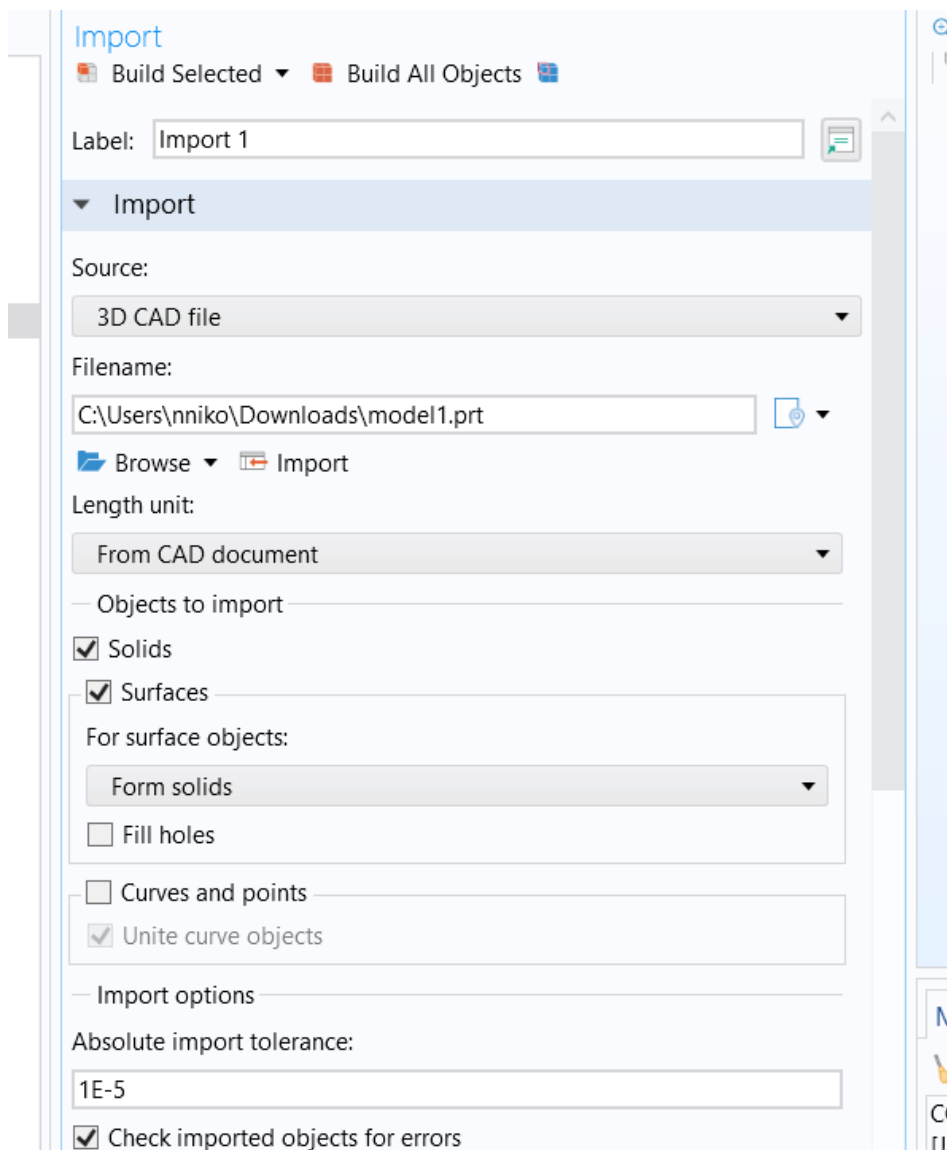 Import
Build Selected Build All Objects
Label: Import 1
Import
Source:
3D CAD file
Filename:
C:\Users\nniko\Downloads\model1.prt
Browse Import
Length unit:
From CAD document
Objects to import
Solids
Surfaces
For surface objects:
Form solids
Fill holes
Curves and points
Unite curve objects
Import options
Absolute import tolerance:
1E-5
Check imported objects for errors